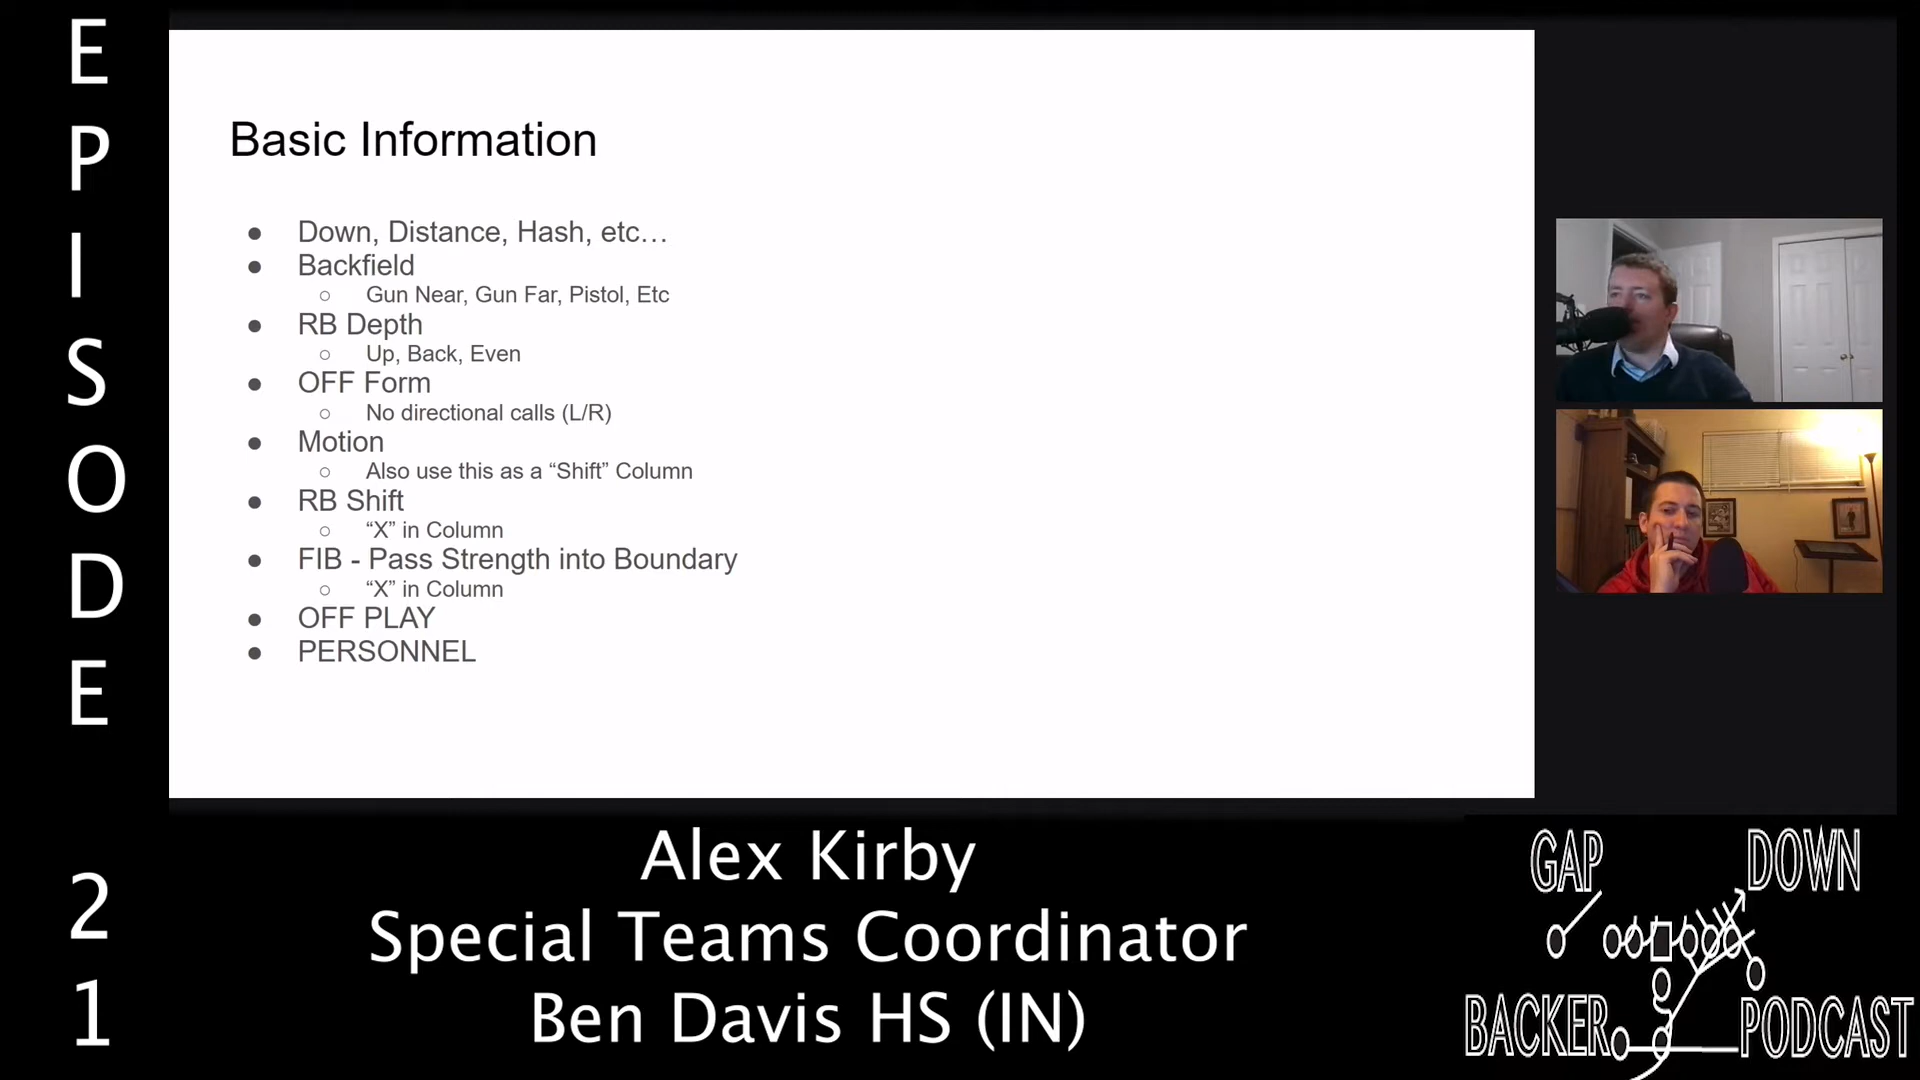 EPISODE 21
Basic Information
● Down, Distance, Hash, etc…
● Backfield
○ Gun Near, Gun Far, Pistol, Etc
● RB Depth
○ Up, Back, Even
● OFF Form
○ No directional calls (L/R)
● Motion
○ Also use this as a “Shift” Column
● RB Shift
○ “X” in Column
● FIB - Pass Strength into Boundary
○ “X” in Column
● OFF PLAY
● PERSONNEL
Alex Kirby
Special Teams Coordinator
Ben Davis HS (IN)
GAP DOWN
BACKER PODCAST